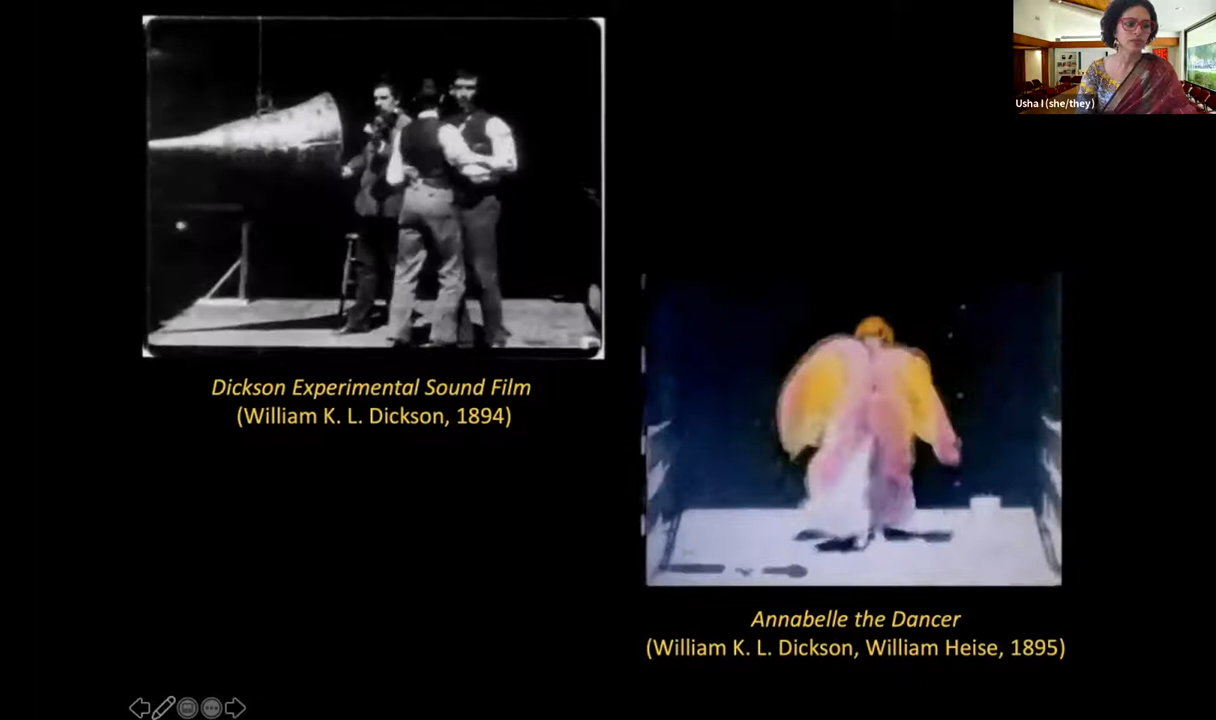 Usha I (she/they)
Dickson Experimental Sound Film
(William K. L. Dickson, 1894)
Annabelle the Dancer
(William K. L. Dickson, William Heise, 1895)